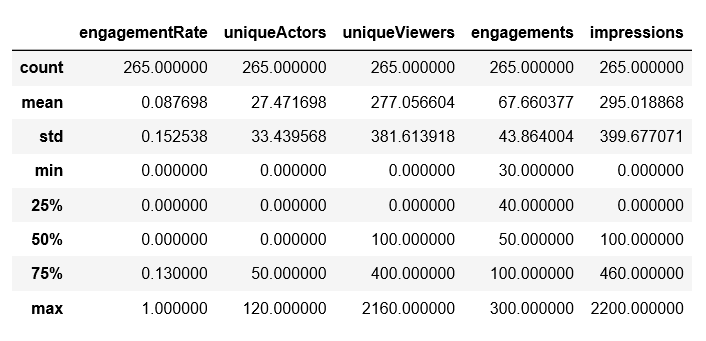 engagementRate uniqueActors uniqueViewers engagements impressions
count 265.000000 265.000000 265.000000 265.000000 265.000000
mean 0.087698 27.471698 277.056604 67.660377 295.018868
std 0.152538 33.439568 381.613918 43.864004 399.677071
min 0.000000 0.000000 0.000000 30.000000 0.000000
25% 0.000000 0.000000 0.000000 40.000000 0.000000
50% 0.000000 0.000000 100.000000 50.000000 100.000000
75% 0.130000 50.000000 400.000000 100.000000 460.000000
max 1.000000 120.000000 2160.000000 300.000000 2200.000000